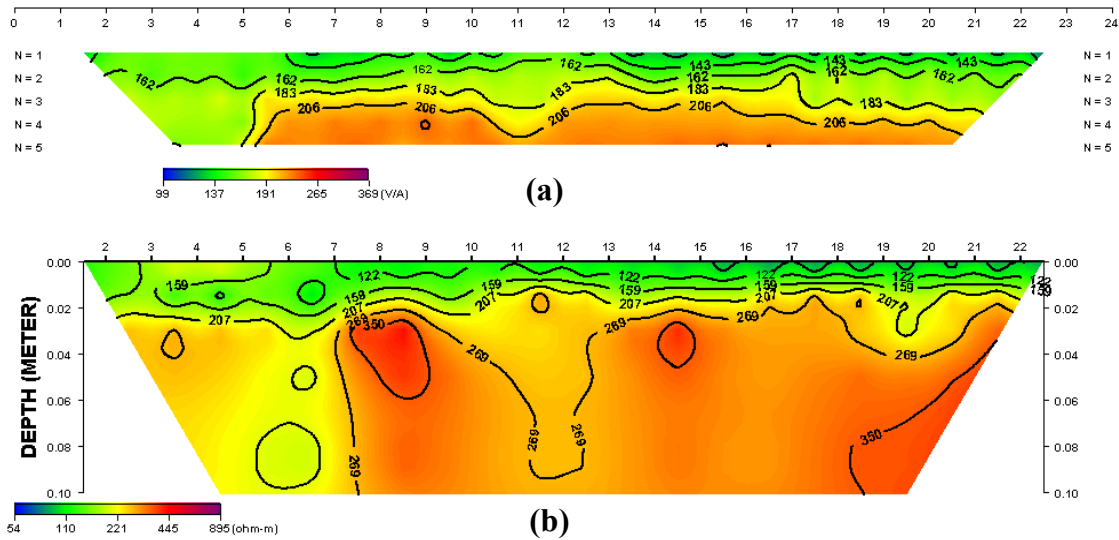 0 1 2 3 4 5 6 7 8 9 10 11 12 13 14 15 16 17 18 19 20 21 22 23 24
N = 1 143 143 143 N = 1
N = 2 162 162 162 162 162 162 N = 2
N = 3 183 183 183 183 N = 3
N = 4 206 206 206 206 N = 4
N = 5 N = 5
99 137 191 265 369 (V/A)
(a)
2 3 4 5 6 7 8 9 10 11 12 13 14 15 16 17 18 19 20 21 22
0.00 159 122 122 122 122 0.00
159 159 159 159 159
0.02 207 207 207 207 207 207 0.02
269 350 269 269 269 269 269
0.04 0.04
0.06 0.06
0.08 269 269 269 350 0.08
0.10 0.10
DEPTH (METER)
54 110 221 445 895 (ohm-m)
(b)